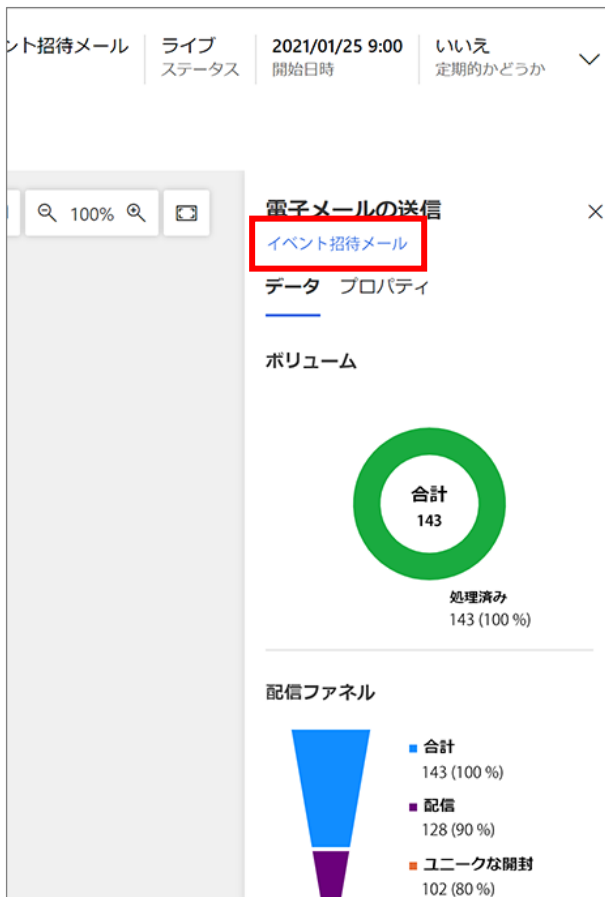 ント招待メール
ライブ
ステータス
2021/01/25 9:00
開始日時
いいえ
定期的かどうか
100%
電子メールの送信
イベント招待メール
データ プロパティ
ボリューム
合計
143
処理済み
143 (100 %)
配信ファネル
合計
143 (100 %)
配信
128 (90 %)
ユニークな開封
102 (80 %)